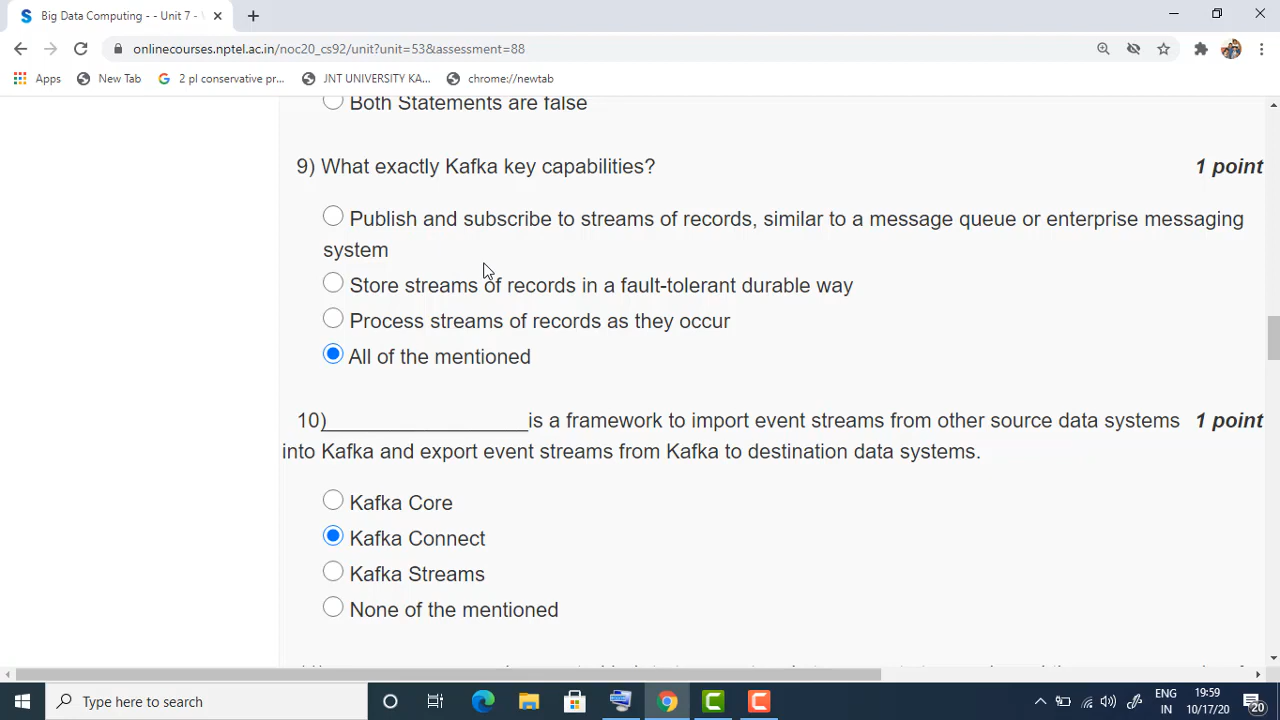 Big Data Computing - - Unit 7 -
onlinecourses.nptel.ac.in/noc20_cs92/unit?unit=53&assessment=88
Apps New Tab 2 pl conservative pr... JNT UNIVERSITY KA... chrome://newtab
Both Statements are false
9) What exactly Kafka key capabilities? 1 point
Publish and subscribe to streams of records, similar to a message queue or enterprise messaging
system
Store streams of records in a fault-tolerant durable way
Process streams of records as they occur
All of the mentioned
10)__________________is a framework to import event streams from other source data systems 1 point
into Kafka and export event streams from Kafka to destination data systems.
Kafka Core
Kafka Connect
Kafka Streams
None of the mentioned
Type here to search
ENG 19:59
IN 10/17/20 20